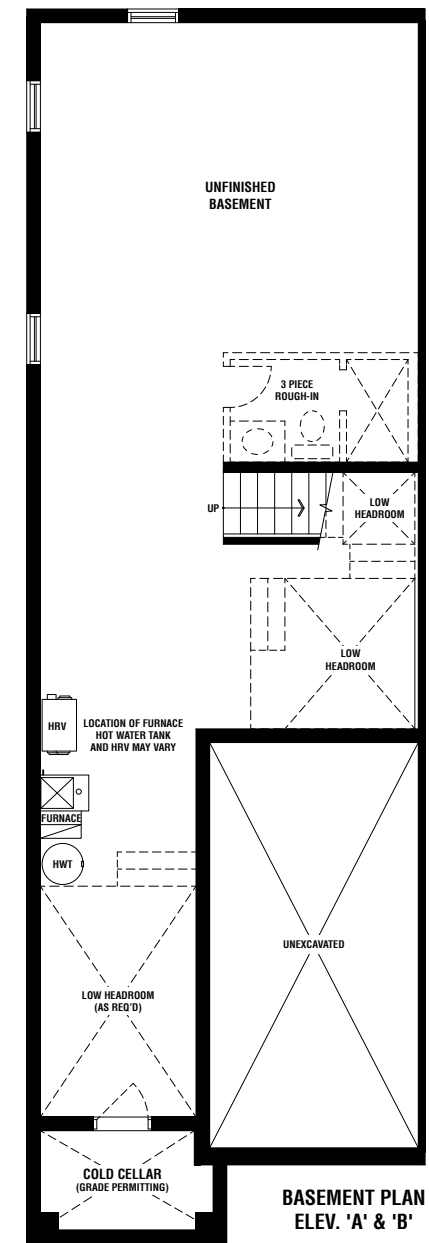 UNFINISHED
BASEMENT
3 PIECE
ROUGH-IN
UP
LOW
HEADROOM
LOW
HEADROOM
HRV
LOCATION OF FURNACE
HOT WATER TANK
AND HRV MAY VARY
FURNACE
HWT
UNEXCAVATED
LOW HEADROOM
(AS REQ'D)
COLD CELLAR
(GRADE PERMITTING)
BASEMENT PLAN
ELEV. 'A' & 'B'